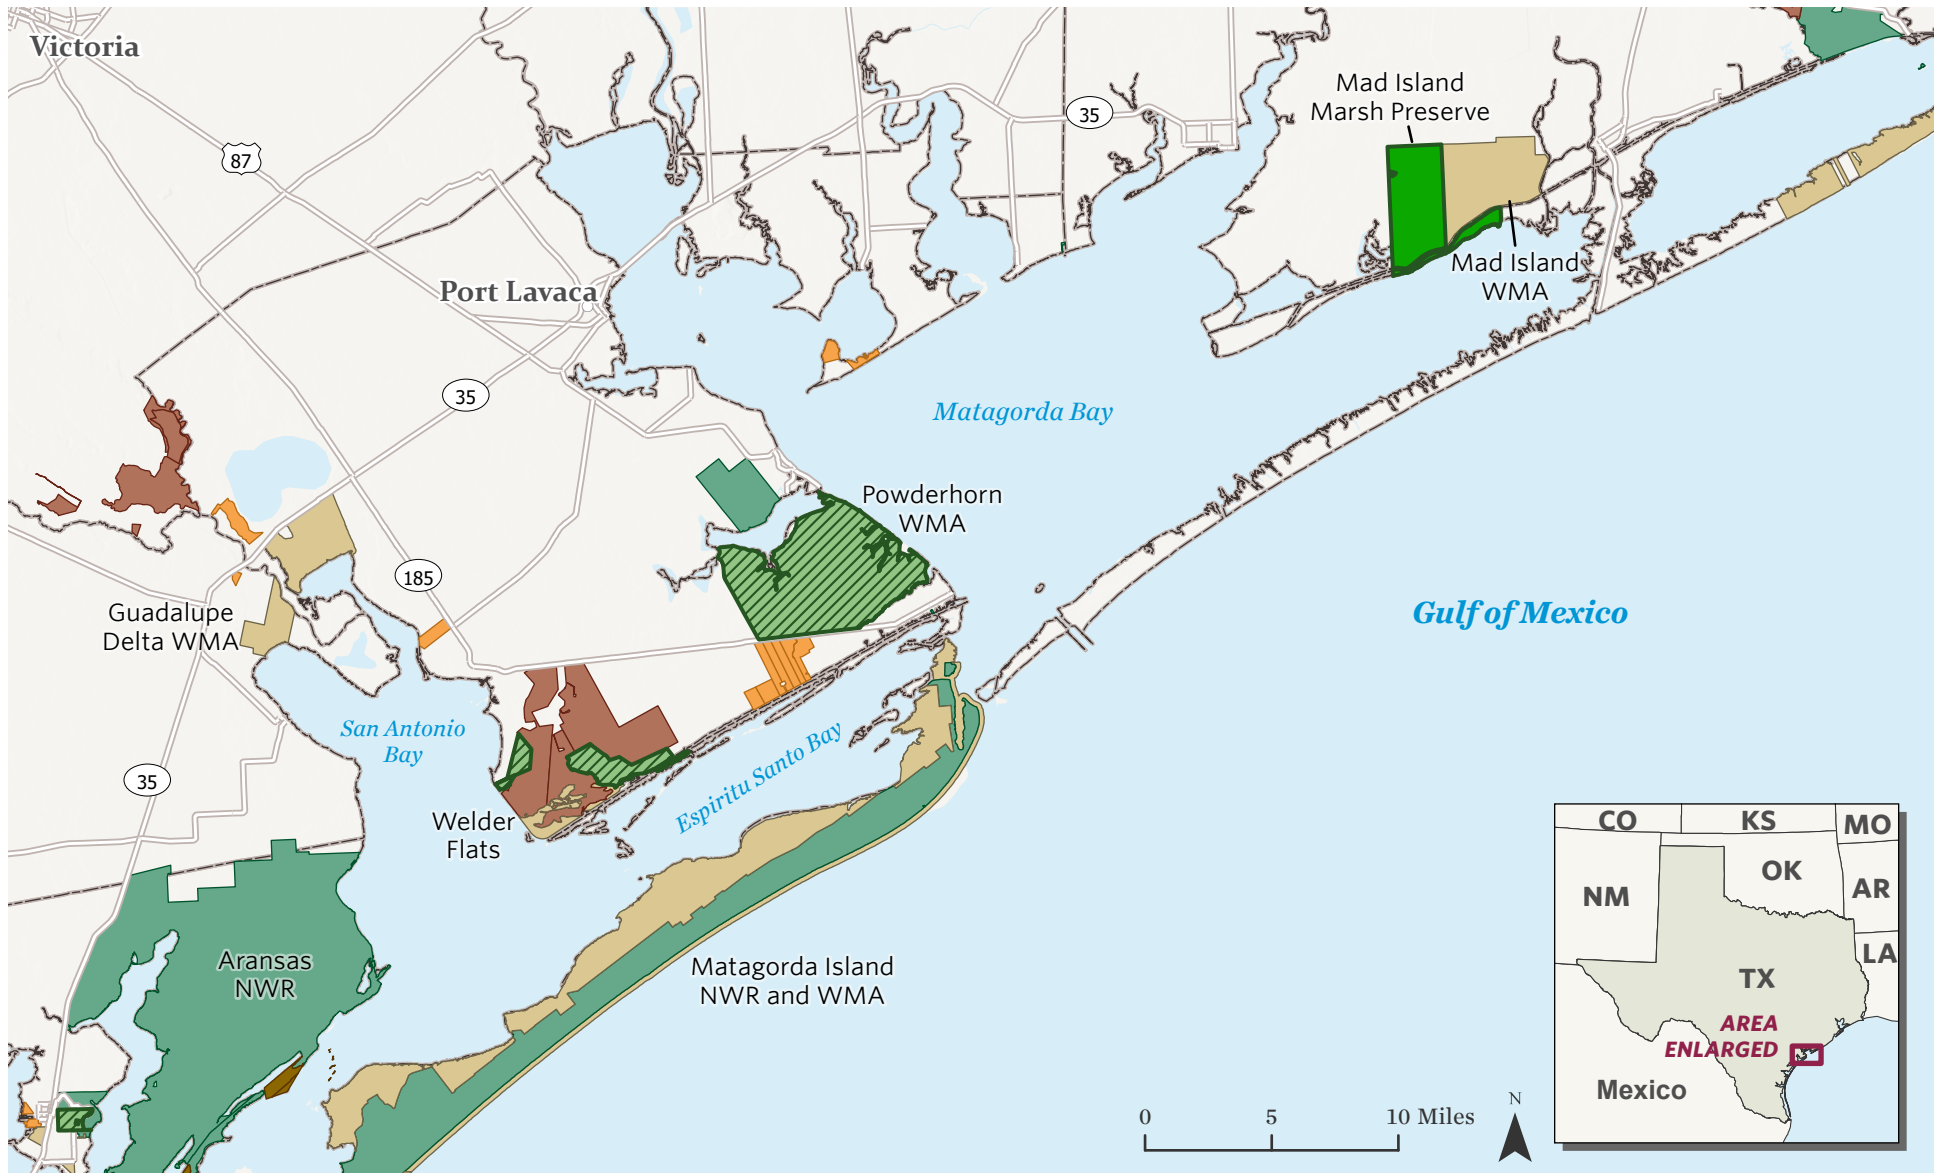 Victoria
87
35
Mad Island
Marsh Preserve
Mad Island
WMA
Port Lavaca
35
Matagorda Bay
Powderhorn
WMA
185
Guadalupe
Delta WMA
Gulf of Mexico
San Antonio
Bay
Espiritu Santo Bay
35
Welder
Flats
Aransas
NWR
Matagorda Island
NWR and WMA
0 5 10 Miles
N
CO KS MO
OK
NM AR
LA
TX
AREA
ENLARGED
Mexico